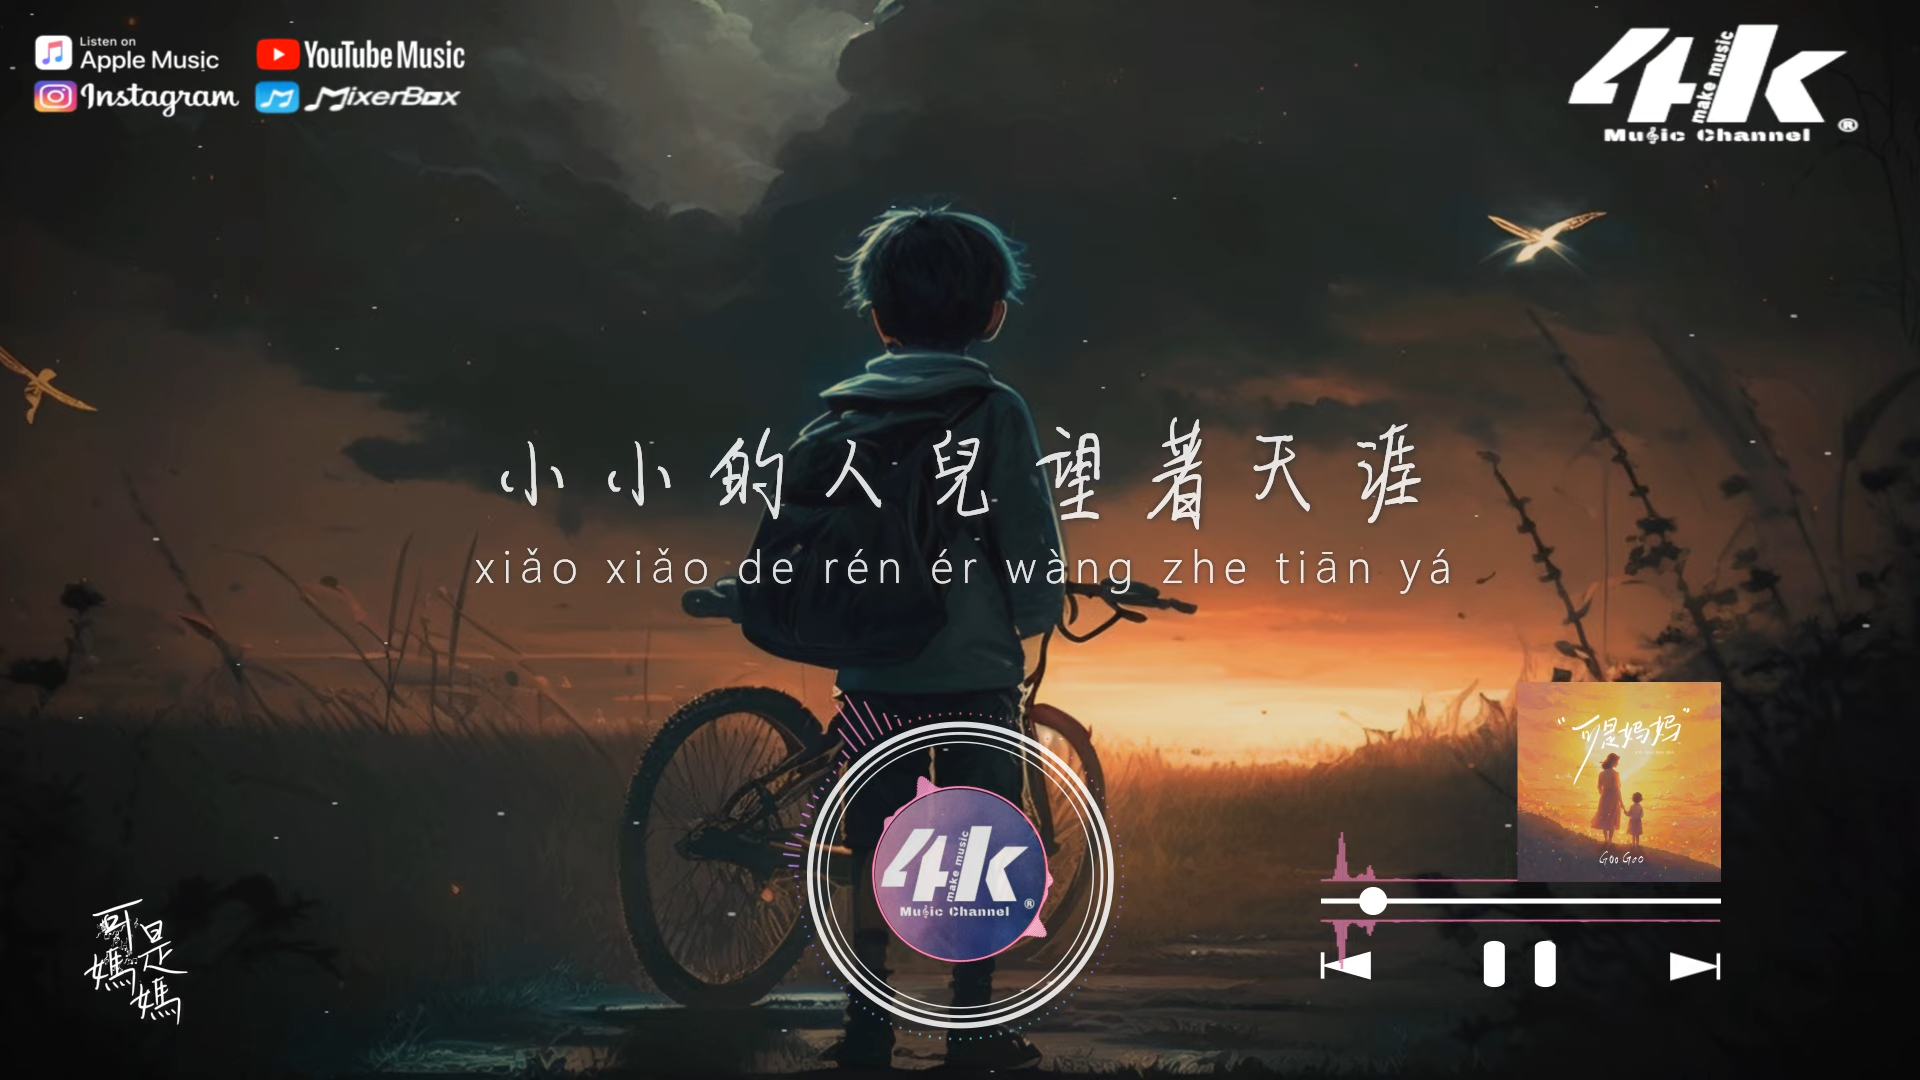 Listen on
Apple Music
YouTube Music
Instagram
MixerBox
4k
make music
Music Channel ®
小小的人兒望著天涯
xiǎo xiǎo de rén ér wàng zhe tiān yá
"可是妈妈"
Goo Goo
4k
make music
Music Channel ®
可是
媽媽